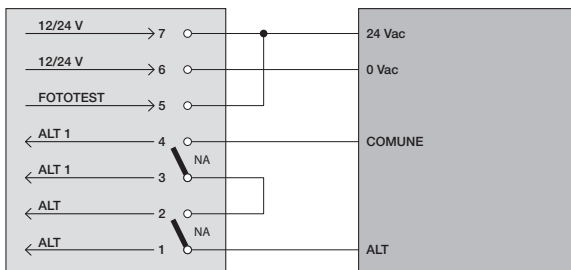 12/24 V 7 24 Vac
12/24 V 6 0 Vac
FOTOTEST 5
ALT 1 4 COMUNE
NA
ALT 1 3
ALT 2
NA
ALT 1 ALT